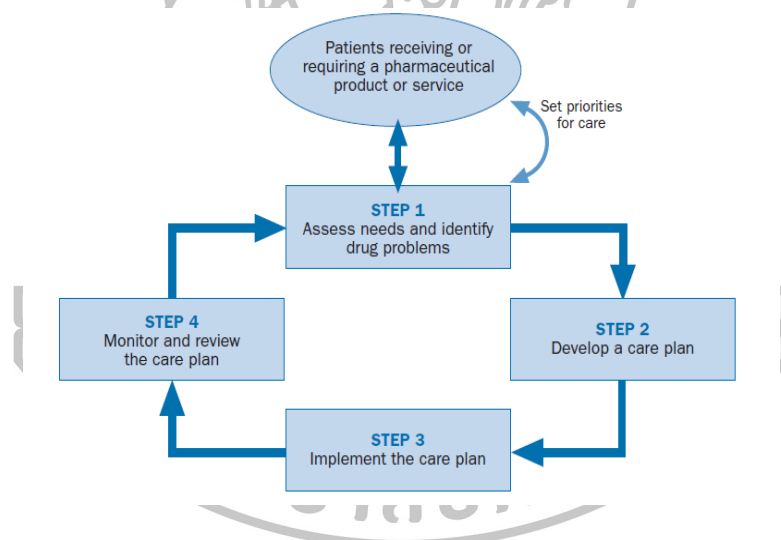 Patients receiving or
requiring a pharmaceutical
product or service
Set priorities
for care
STEP 1
Assess needs and identify
drug problems
STEP 2
Develop a care plan
STEP 3
Implement the care plan
STEP 4
Monitor and review
the care plan